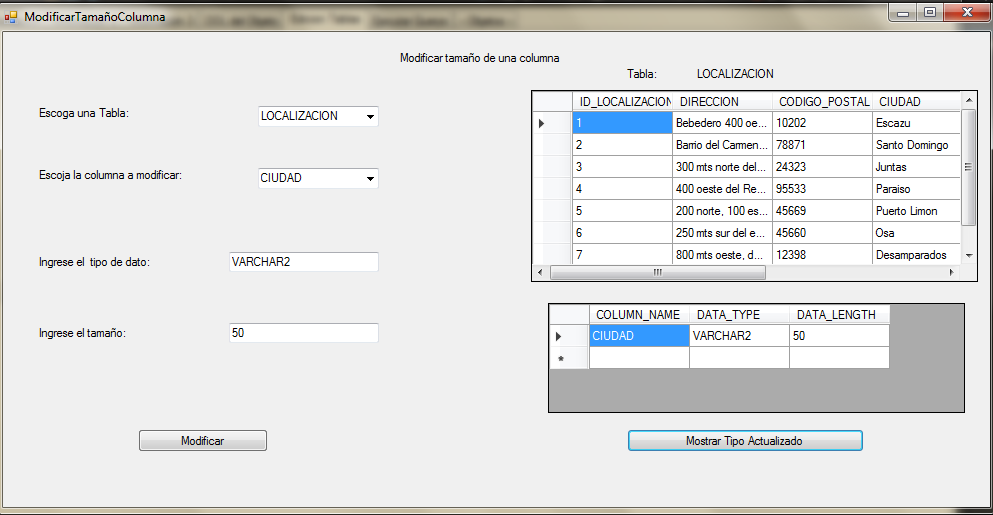 ModificarTamañoColumna
Modificar tamaño de una columna
Tabla: LOCALIZACION
Escoga una Tabla: LOCALIZACION
Escoja la columna a modificar: CIUDAD
Ingrese el tipo de dato: VARCHAR2
Ingrese el tamaño: 50
Modificar
ID_LOCALIZACION DIRECCION CODIGO_POSTAL CIUDAD
1 Bebedero 400 oe... 10202 Escazu
2 Barrio del Carmen... 78871 Santo Domingo
3 300 mts norte del... 24323 Juntas
4 400 oeste del Re... 95533 Paraiso
5 200 norte, 100 es... 45669 Puerto Limon
6 250 mts sur del e... 45660 Osa
7 800 mts oeste, d... 12398 Desamparados
COLUMN_NAME DATA_TYPE DATA_LENGTH
CIUDAD VARCHAR2 50
Mostrar Tipo Actualizado